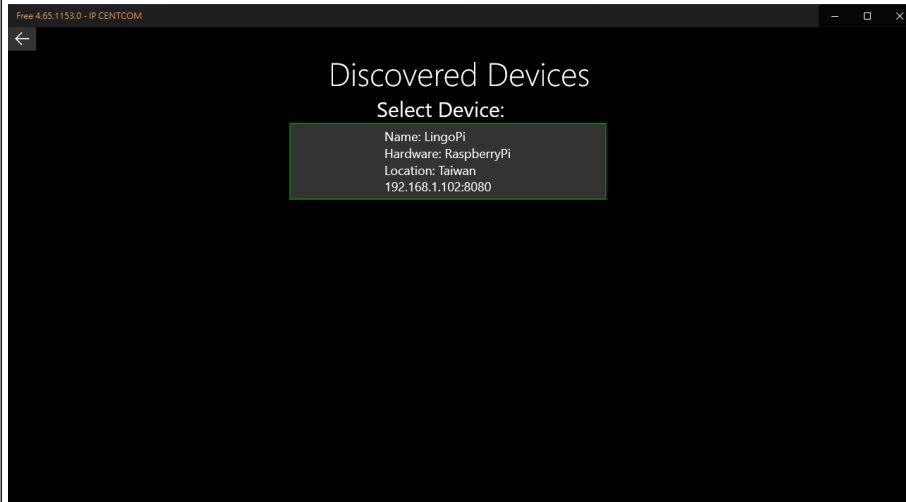 Free 4.65.1153.0 - IP CENTCOM
Discovered Devices
Select Device:
Name: LingoPi
Hardware: RaspberryPi
Location: Taiwan
192.168.1.102:8080